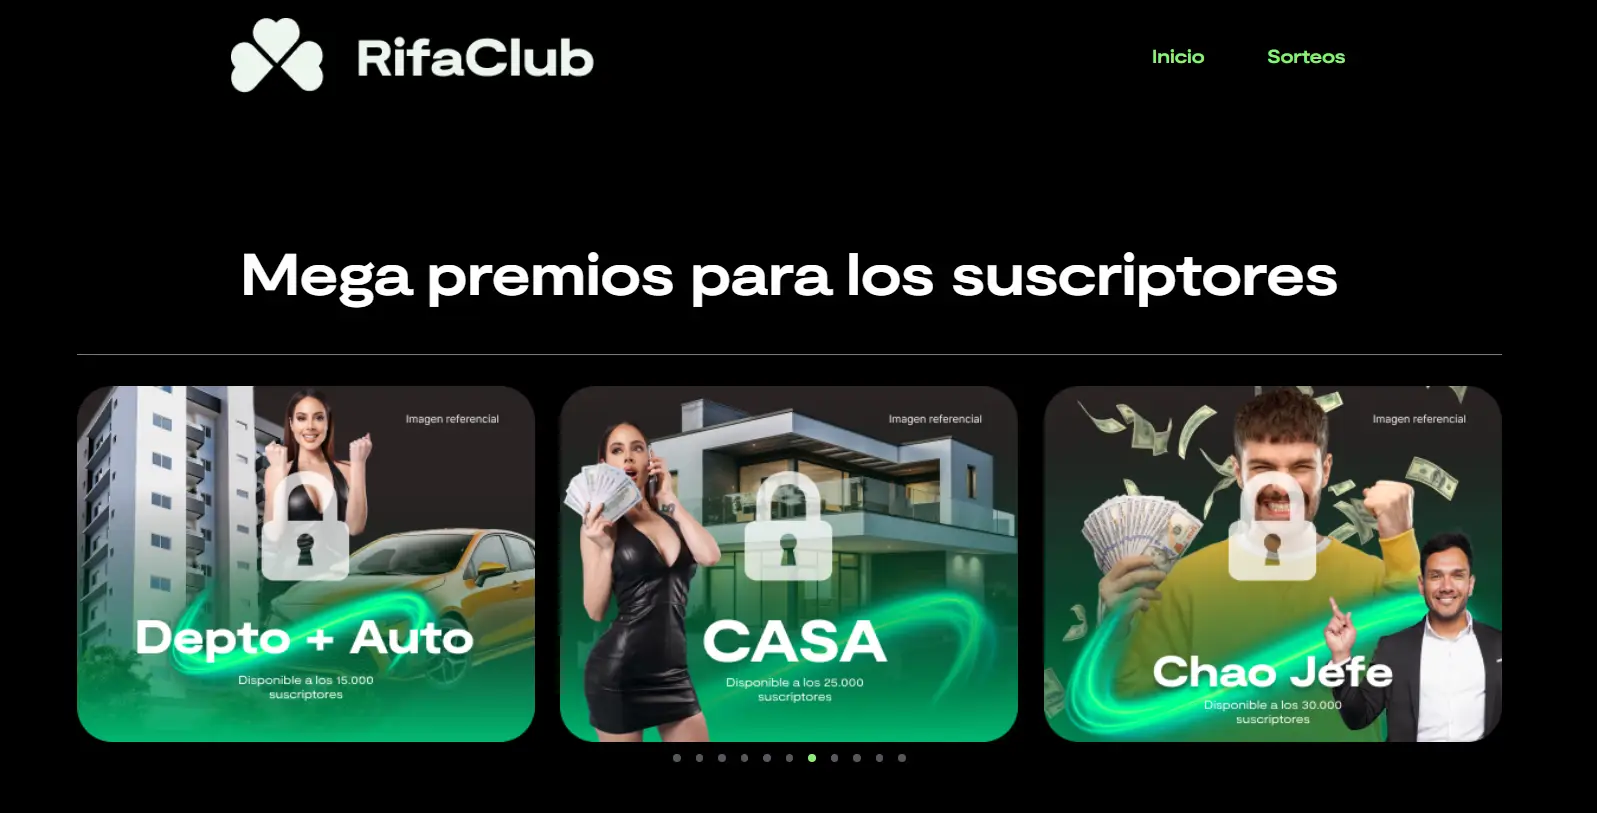 RifaClub
Inicio
Sorteos
Mega premios para los suscriptores
Imagen referencial
Depto + Auto
Disponible a los 15.000
suscriptores
Imagen referencial
CASA
Disponible a los 25.000
suscriptores
Imagen referencial
Chao Jefe
Disponible a los 30.000
suscriptores